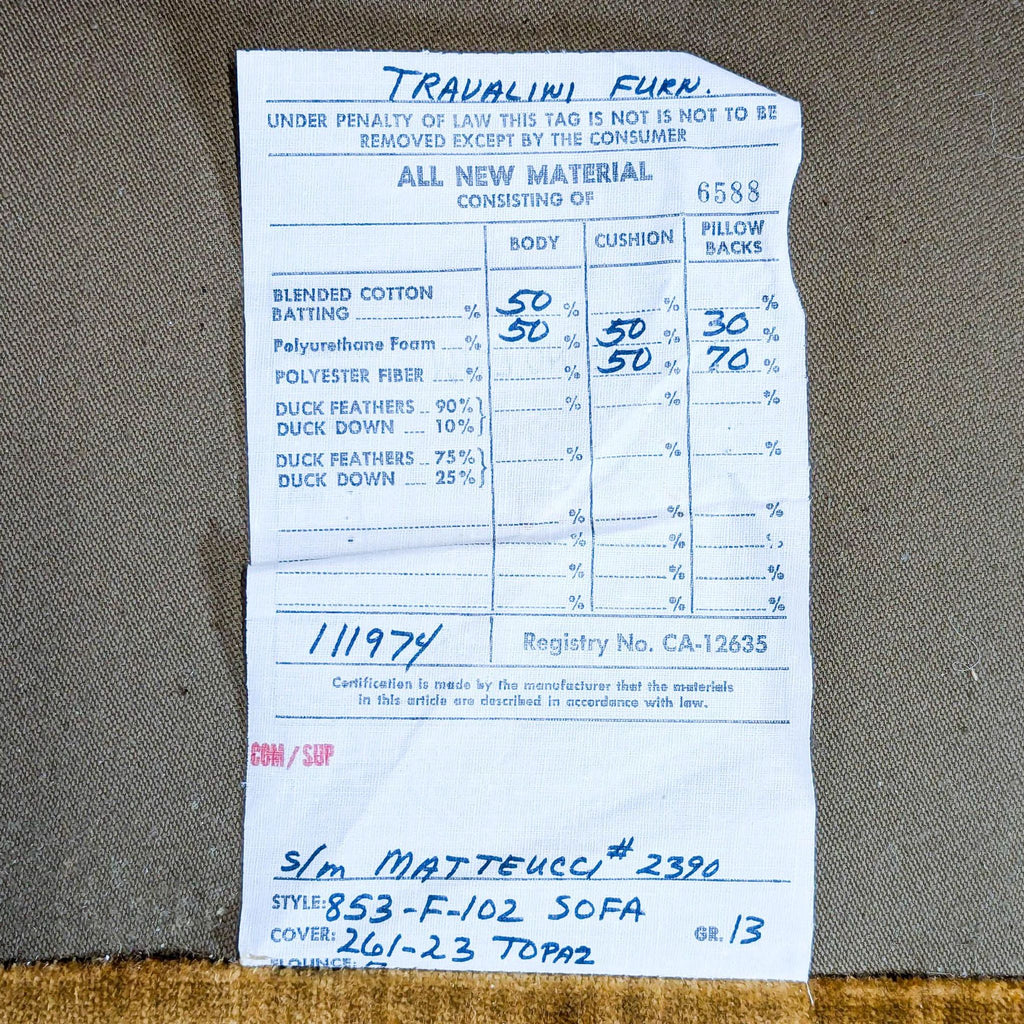 TRAVALINI FURN.
UNDER PENALTY OF LAW THIS TAG IS NOT IS NOT TO BE
REMOVED EXCEPT BY THE CONSUMER
ALL NEW MATERIAL
CONSISTING OF 6588
BODY CUSHION PILLOW BACKS
BLENDED COTTON
BATTING % 50 % % %
Polyurethane Foam % 50 % 50 % 30 %
POLYESTER FIBER % % 50 % 70 %
DUCK FEATHERS 90% % % %
DUCK DOWN 10%
DUCK FEATHERS 75% % % %
DUCK DOWN 25%
% % %
% % %
% % %
% % %
111974 Registry No. CA-12635
Certification is made by the manufacturer that the materials
in this article are described in accordance with law.
COM/SUP
s/m MATTEUCCI # 2390
STYLE: 853-F-102 SOFA
COVER: 261-23 TOPAZ GR. 13
FLOUNCE: